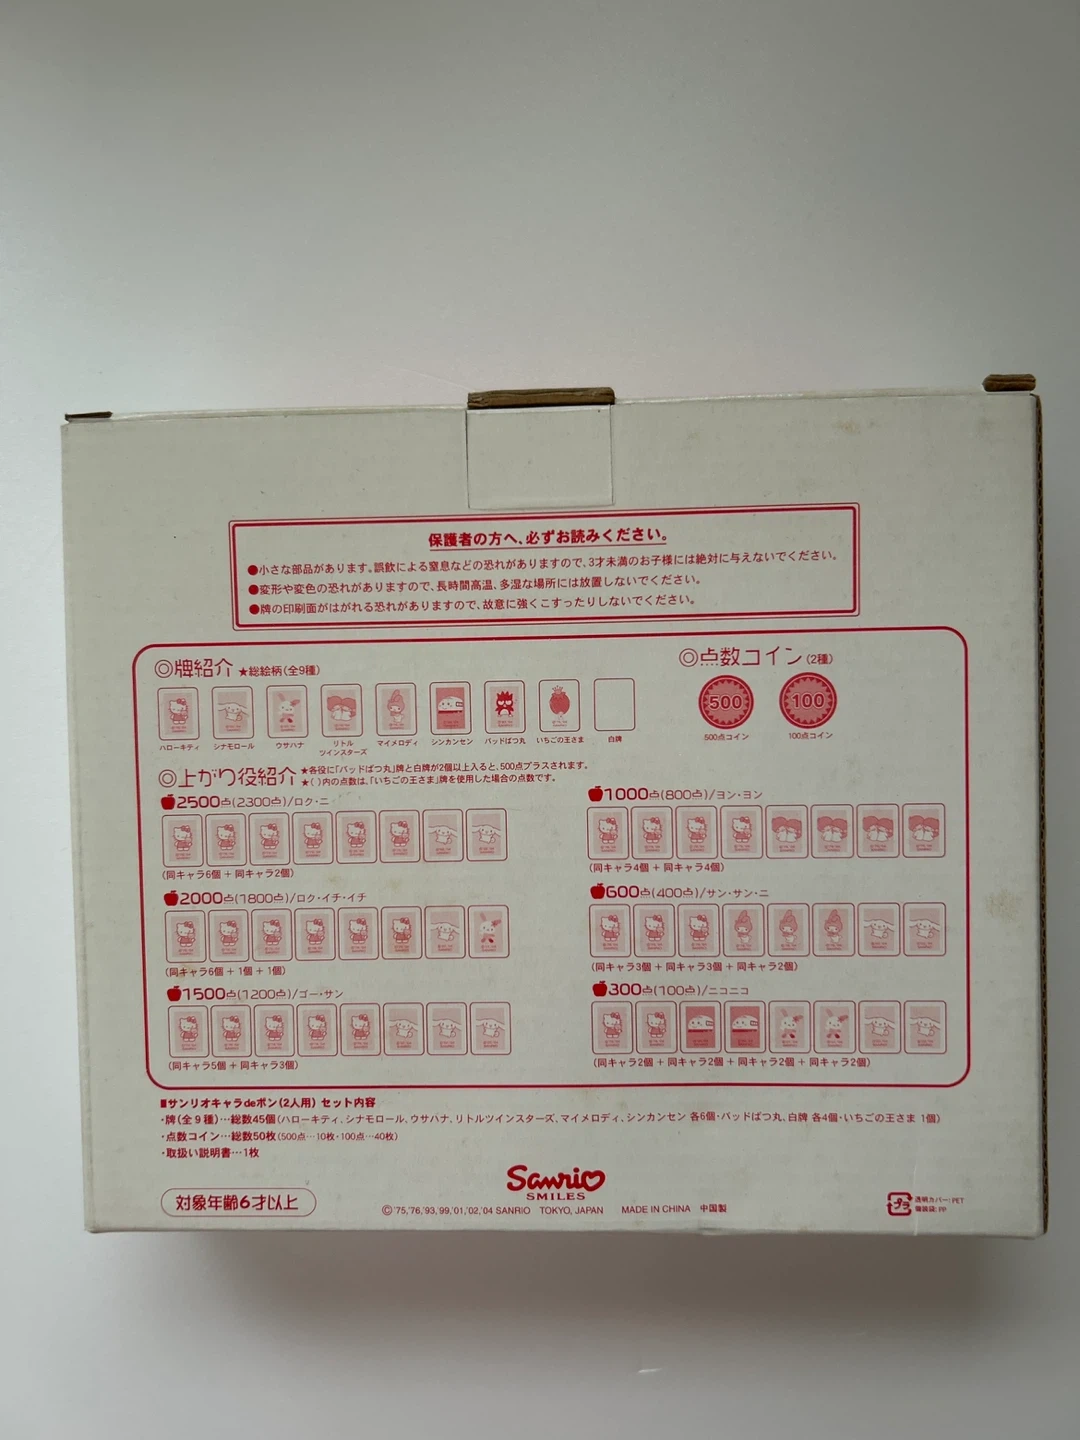 保護者の方へ、必ずお読みください。
●小さな部品があります。誤飲による窒息などの恐れがありますので、3才未満のお子様には絶対に与えないでください。
●変形や変色の恐れがありますので、長時間高温、多湿な場所には放置しないでください。
●牌の印刷面がはがれる恐れがありますので、故意に強くこすったりしないでください。
◎牌紹介 ★総絵柄(全9種)
◎点数コイン(2種)
500 100
ハローキティ シナモロール ウサハナ リトルツインスターズ マイメロディ シンカンセン バッドばつ丸 いちごの王さま 白牌
500点コイン 100点コイン
◎上がり役紹介
★各役に「バッドばつ丸」牌と白牌が2個以上入ると、500点プラスされます。
★( )内の点数は、「いちごの王さま」牌を使用した場合の点数です。
2500点(2300点)/ロク・ニ
(同キャラ6個 + 同キャラ2個)
2000点(1800点)/ロク・イチ・イチ
(同キャラ6個 + 1個 + 1個)
1500点(1200点)/ゴー・サン
(同キャラ5個 + 同キャラ3個)
1000点(800点)/ヨン・ヨン
(同キャラ4個 + 同キャラ4個)
600点(400点)/サン・サン・ニ
(同キャラ3個 + 同キャラ3個 + 同キャラ2個)
300点(100点)/ニコニコ
(同キャラ2個 + 同キャラ2個 + 同キャラ2個 + 同キャラ2個)
■サンリオキャラdeポン(2人用) セット内容
・牌(全9種)…総数45個(ハローキティ、シナモロール、ウサハナ、リトルツインスターズ、マイメロディ、シンカンセン 各6個・バッドばつ丸、白牌 各4個・いちごの王さま 1個)
・点数コイン…総数50枚(500点…10枚・100点…40枚)
・取扱い説明書…1枚
Sanrio
SMILES
対象年齢6才以上
©'75,'76,'93,'99,'01,'02,'04 SANRIO TOKYO, JAPAN MADE IN CHINA 中国製
プラ
透明カバー: PET
個装袋: PP